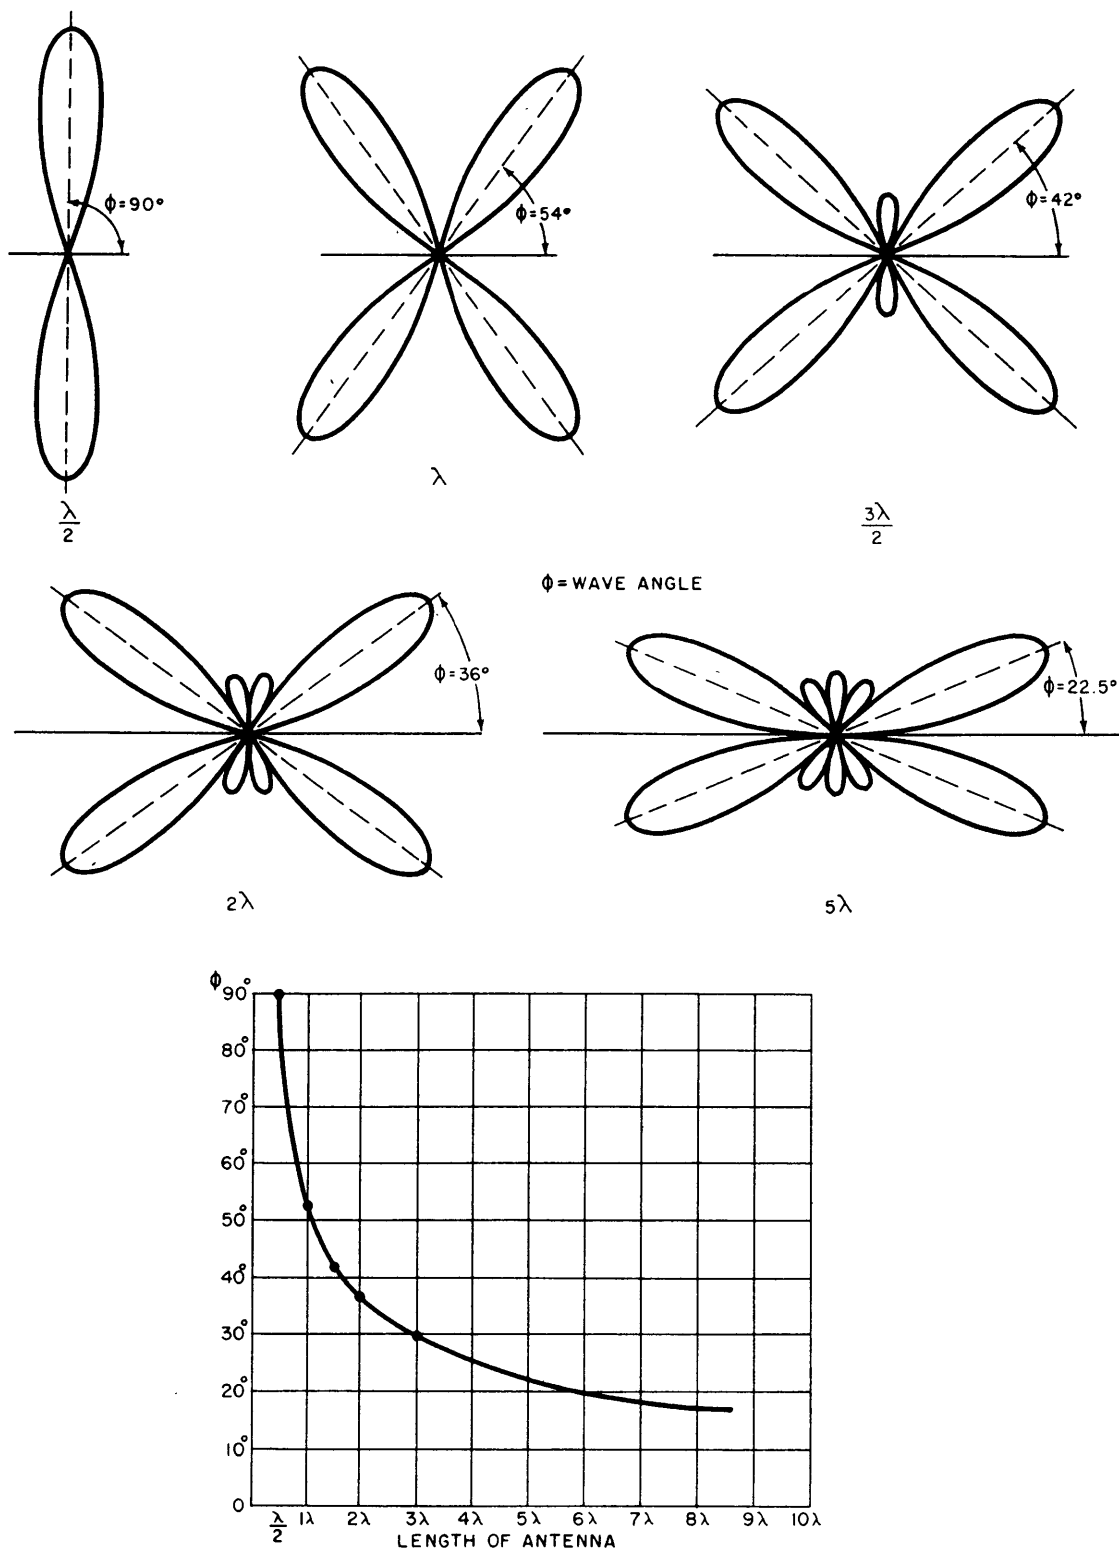 ϕ=90°
ϕ=54°
ϕ=42°
λ/2
λ
3λ/2
ϕ=WAVE ANGLE
ϕ=36°
ϕ=22.5°
2λ
5λ
ϕ
90°
80°
70°
60°
50°
40°
30°
20°
10°
0
λ/2 1λ 2λ 3λ 4λ 5λ 6λ 7λ 8λ 9λ 10λ
LENGTH OF ANTENNA